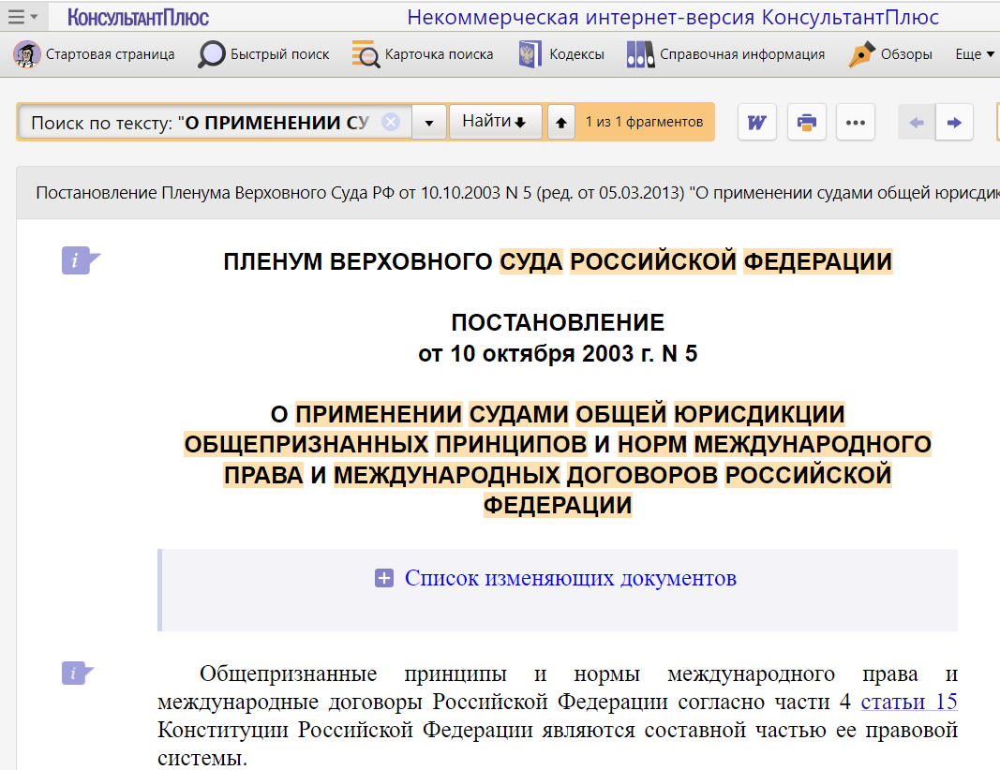 КонсультантПлюс
Некоммерческая интернет-версия КонсультантПлюс
Стартовая страница Быстрый поиск Карточка поиска Кодексы Справочная информация Обзоры Еще
Поиск по тексту: "О ПРИМЕНЕНИИ СУ Найти 1 из 1 фрагментов W
Постановление Пленума Верховного Суда РФ от 10.10.2003 N 5 (ред. от 05.03.2013) "О применении судами общей юрисдик
ПЛЕНУМ ВЕРХОВНОГО СУДА РОССИЙСКОЙ ФЕДЕРАЦИИ
ПОСТАНОВЛЕНИЕ
от 10 октября 2003 г. N 5
О ПРИМЕНЕНИИ СУДАМИ ОБЩЕЙ ЮРИСДИКЦИИ
ОБЩЕПРИЗНАННЫХ ПРИНЦИПОВ И НОРМ МЕЖДУНАРОДНОГО
ПРАВА И МЕЖДУНАРОДНЫХ ДОГОВОРОВ РОССИЙСКОЙ
ФЕДЕРАЦИИ
Список изменяющих документов
Общепризнанные принципы и нормы международного права и
международные договоры Российской Федерации согласно части 4 статьи 15
Конституции Российской Федерации являются составной частью ее правовой
системы.